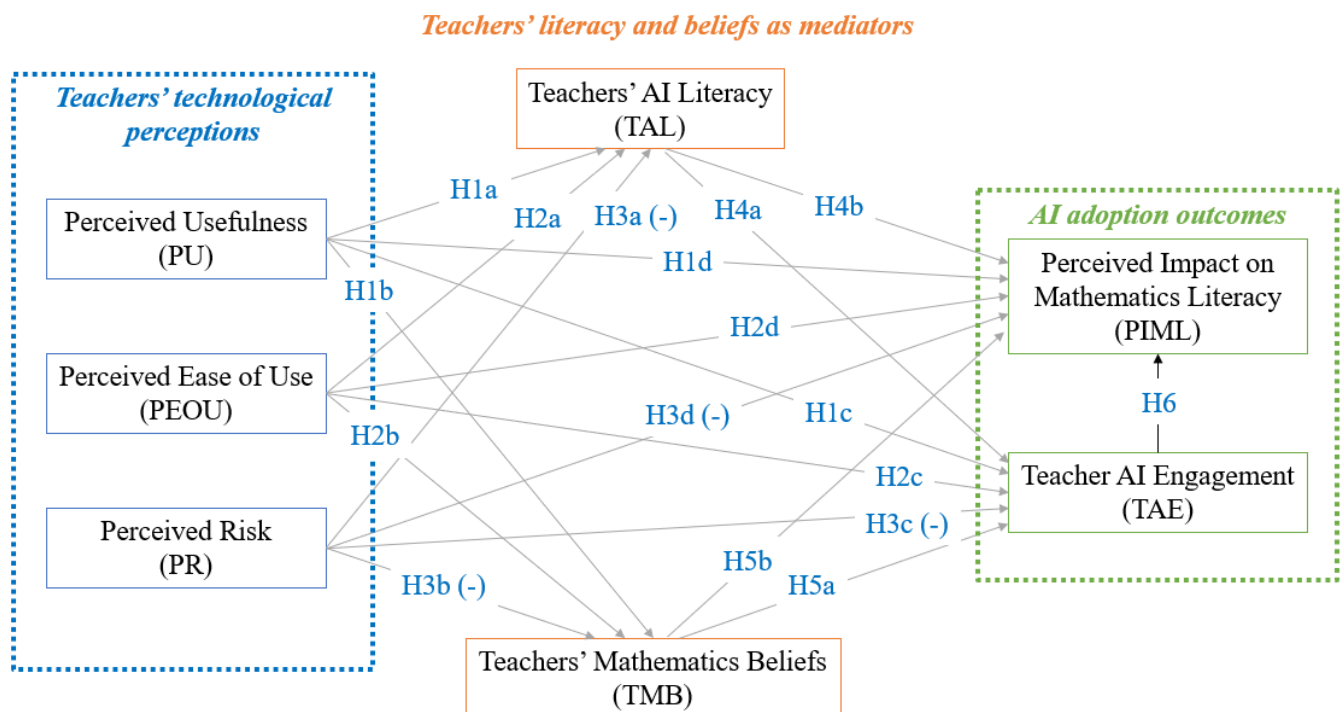 Teachers’ literacy and beliefs as mediators
Teachers’ technological
perceptions
Teachers’ AI Literacy
(TAL)
H1a
H2a
H3a (-)
H4a
H4b
AI adoption outcomes
Perceived Usefulness
(PU)
H1b
H1d
Perceived Impact on
Mathematics Literacy
(PIML)
H2d
Perceived Ease of Use
(PEOU)
H2b
H3d (-)
H1c
H6
H2c
Teacher AI Engagement
(TAE)
Perceived Risk
(PR)
H3c (-)
H3b (-)
H5b
H5a
Teachers’ Mathematics Beliefs
(TMB)